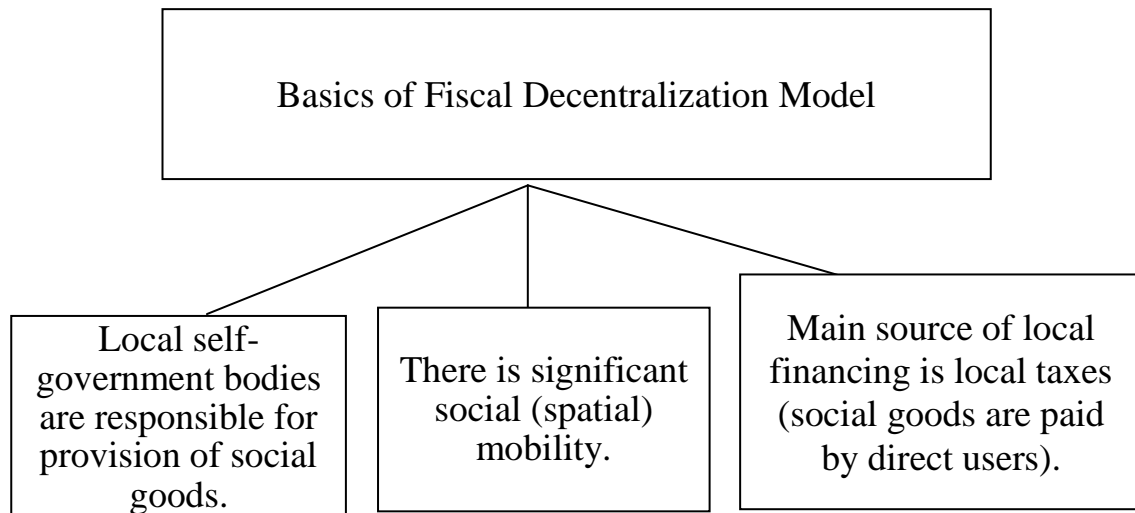 Basics of Fiscal Decentralization Model
Local self-
government bodies
are responsible for
provision of social
goods.
There is significant
social (spatial)
mobility.
Main source of local
financing is local taxes
(social goods are paid
by direct users).